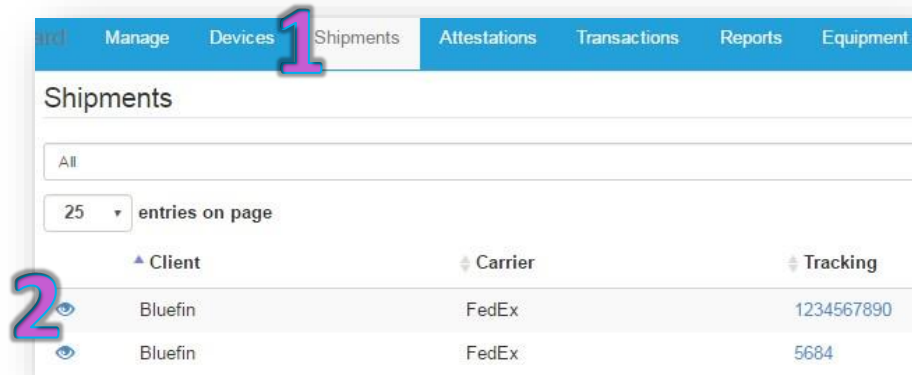 ard Manage Devices 1 Shipments Attestations Transactions Reports Equipment
Shipments
All
25 entries on page
Client Carrier Tracking
2 Bluefin FedEx 1234567890
Bluefin FedEx 5684